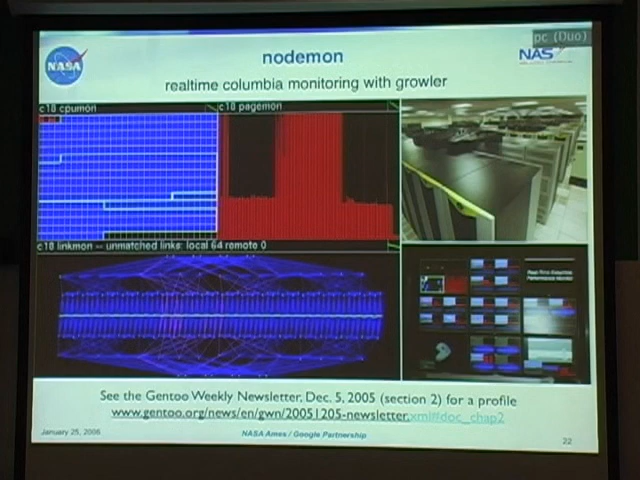 pc (Duo)
NASA
nodemon
NAS
realtime columbia monitoring with growler
c18 cpumon
c18 pagemon
c18 linkmon -- unmatched links: local 64 remote 0
See the Gentoo Weekly Newsletter, Dec. 5, 2005 (section 2) for a profile
www.gentoo.org/news/en/gwn/20051205-newsletter.xml#doc_chap2
January 25, 2006
NASA Ames / Google Partnership
22